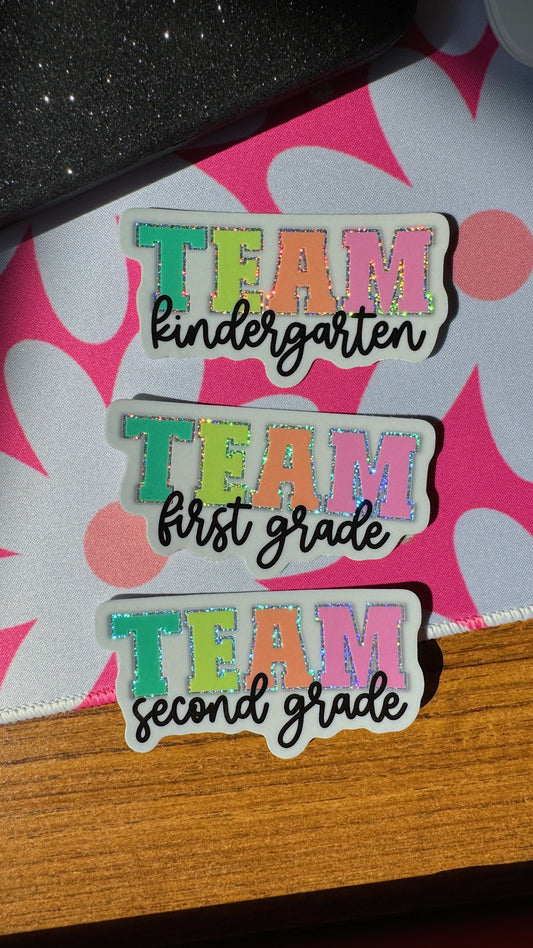 TEAM
kindergarten
TEAM
first grade
TEAM
second grade